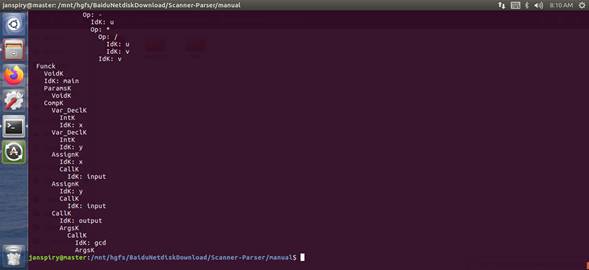 janspiry@master: /mnt/hgfs/BaiduNetdiskDownload/Scanner-Parser/manual
8:10 AM
Op: -
IdK: u
Op: *
Op: /
IdK: u
IdK: v
IdK: v
Funck
VoidK
IdK: main
ParamsK
VoidK
CompK
Var_DeclK
IntK
IdK: x
Var_DeclK
IntK
IdK: y
AssignK
IdK: x
CallK
IdK: input
AssignK
IdK: y
CallK
IdK: input
CallK
IdK: output
ArgsK
CallK
IdK: gcd
ArgsK
janspiry@master:/mnt/hgfs/BaiduNetdiskDownload/Scanner-Parser/manual$